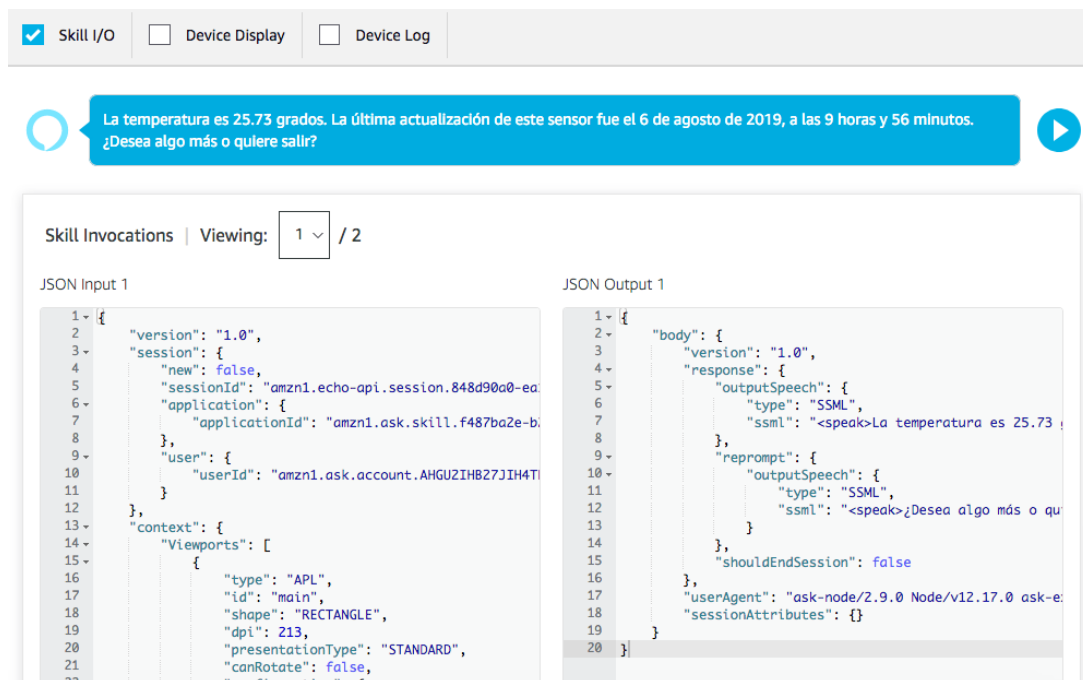 Skill I/O Device Display Device Log
La temperatura es 25.73 grados. La última actualización de este sensor fue el 6 de agosto de 2019, a las 9 horas y 56 minutos.
¿Desea algo más o quiere salir?
Skill Invocations | Viewing: 1 / 2
JSON Input 1
1 {
2 "version": "1.0",
3 "session": {
4 "new": false,
5 "sessionId": "amzn1.echo-api.session.848d90a0-ea
6 "application": {
7 "applicationId": "amzn1.ask.skill.f487ba2e-b
8 },
9 "user": {
10 "userId": "amzn1.ask.account.AHGU2IHBZ7JIH4T
11 }
12 },
13 "context": {
14 "Viewports": [
15 {
16 "type": "APL",
17 "id": "main",
18 "shape": "RECTANGLE",
19 "dpi": 213,
20 "presentationType": "STANDARD",
21 "canRotate": false,
JSON Output 1
1 {
2 "body": {
3 "version": "1.0",
4 "response": {
5 "outputSpeech": {
6 "type": "SSML",
7 "ssml": "<speak>La temperatura es 25.73
8 },
9 "reprompt": {
10 "outputSpeech": {
11 "type": "SSML",
12 "ssml": "<speak>¿Desea algo más o qu
13 }
14 },
15 "shouldEndSession": false
16 },
17 "userAgent": "ask-node/2.9.0 Node/v12.17.0 ask-e
18 "sessionAttributes": {}
19 }
20 }